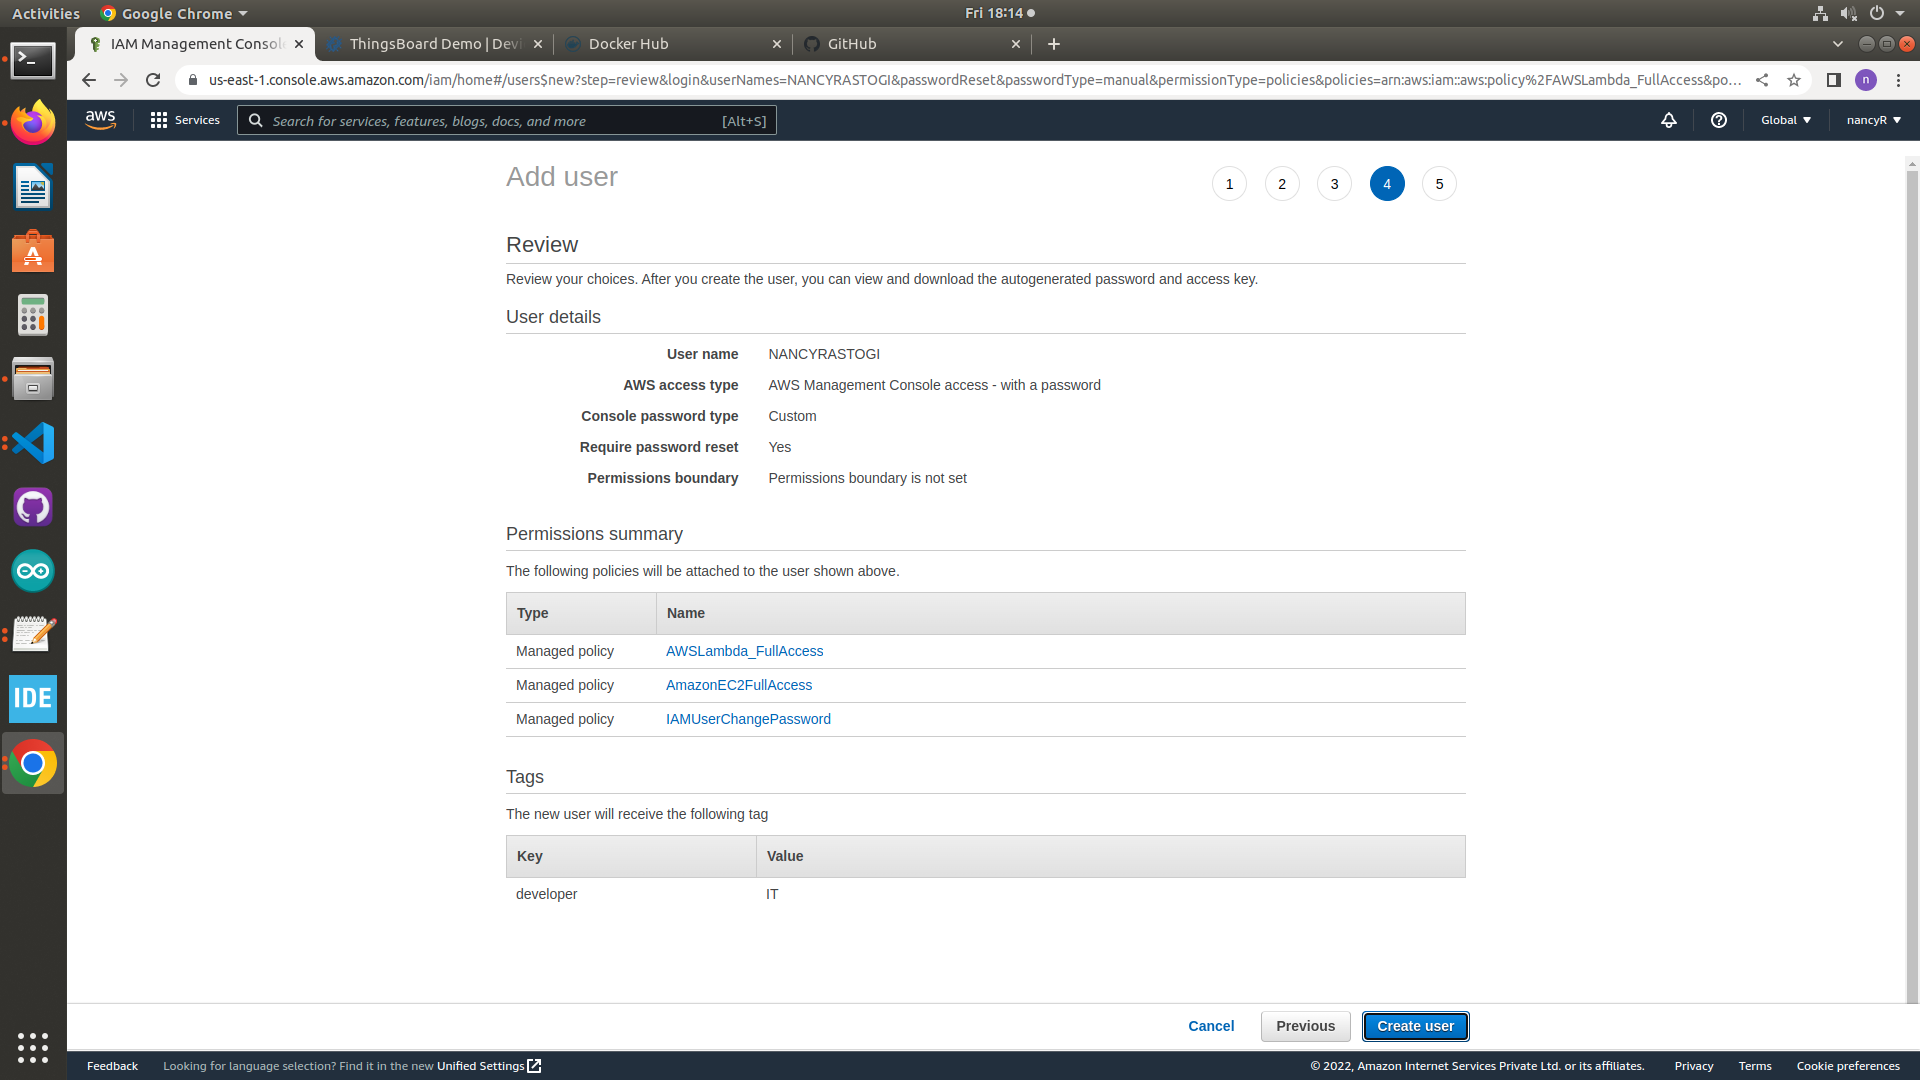 Activities
Google Chrome
Fri 18:14
IAM Management Consol
ThingsBoard Demo | Devi
Docker Hub
GitHub
us-east-1.console.aws.amazon.com/iam/home#/users$new?step=review&login&userNames=NANCYRASTOGI&passwordReset&passwordType=manual&permissionType=policies&policies=arn:aws:iam::aws:policy%2FAWSLambda_FullAccess&po...
n
aws
Services
Search for services, features, blogs, docs, and more
[Alt+S]
Global
nancyR
Add user
1 2 3 4 5
Review
Review your choices. After you create the user, you can view and download the autogenerated password and access key.
User details
User name NANCYRASTOGI
AWS access type AWS Management Console access - with a password
Console password type Custom
Require password reset Yes
Permissions boundary Permissions boundary is not set
Permissions summary
The following policies will be attached to the user shown above.
Type Name
Managed policy AWSLambda_FullAccess
Managed policy AmazonEC2FullAccess
Managed policy IAMUserChangePassword
Tags
The new user will receive the following tag
Key Value
developer IT
IDE
Cancel Previous Create user
Feedback Looking for language selection? Find it in the new Unified Settings
© 2022, Amazon Internet Services Private Ltd. or its affiliates. Privacy Terms Cookie preferences